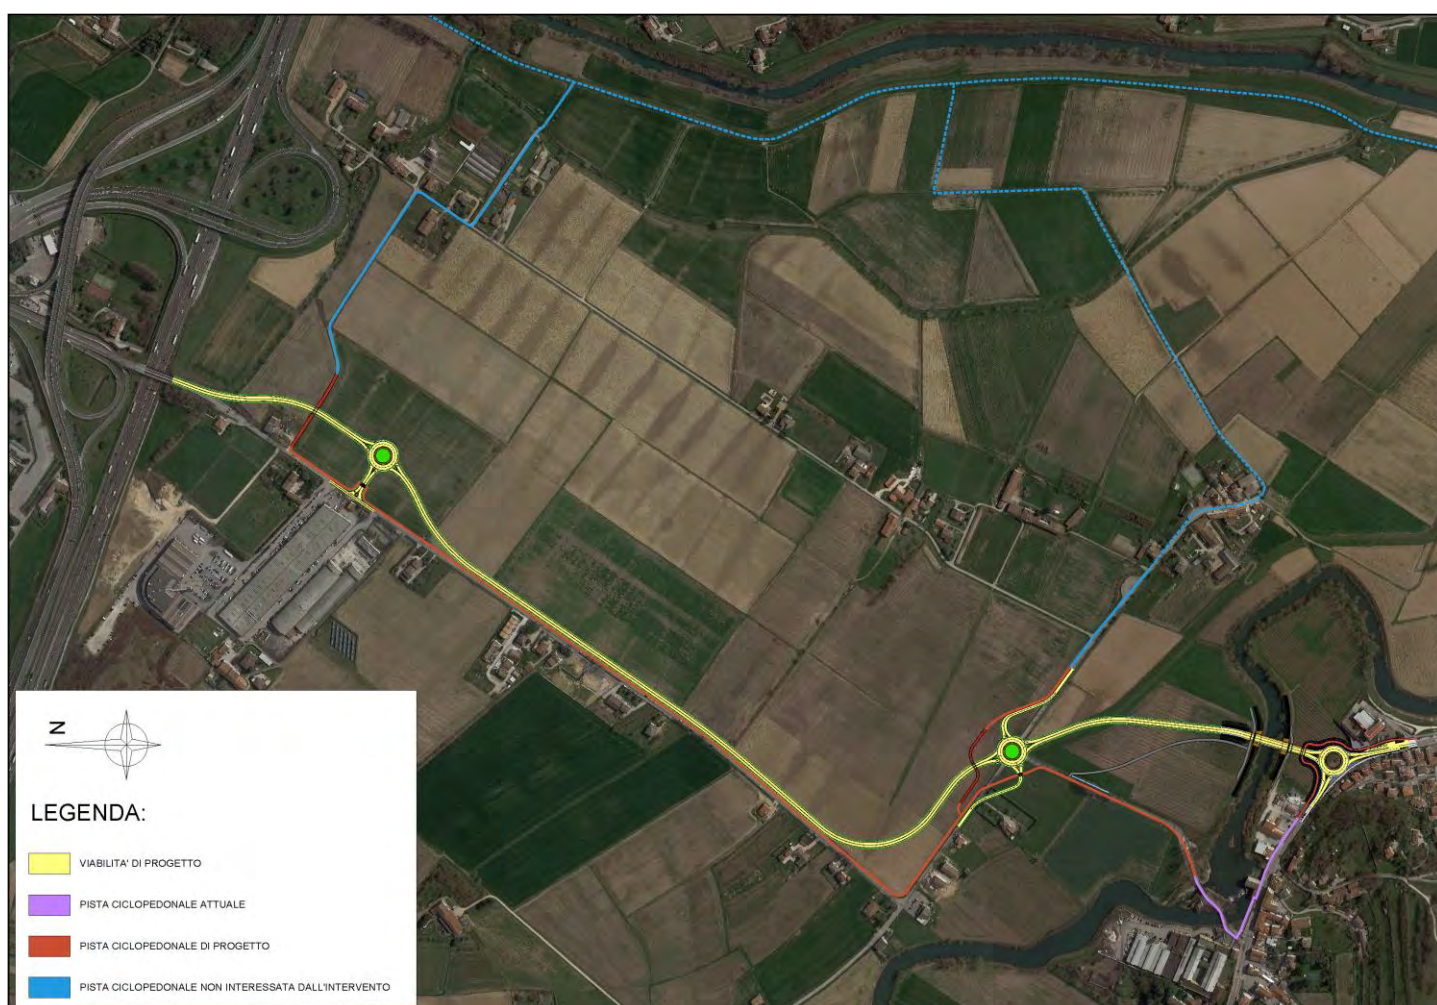 N
LEGENDA:
VIABILITA' DI PROGETTO
PISTA CICLOPEDONALE ATTUALE
PISTA CICLOPEDONALE DI PROGETTO
PISTA CICLOPEDONALE NON INTERESSATA DALL'INTERVENTO